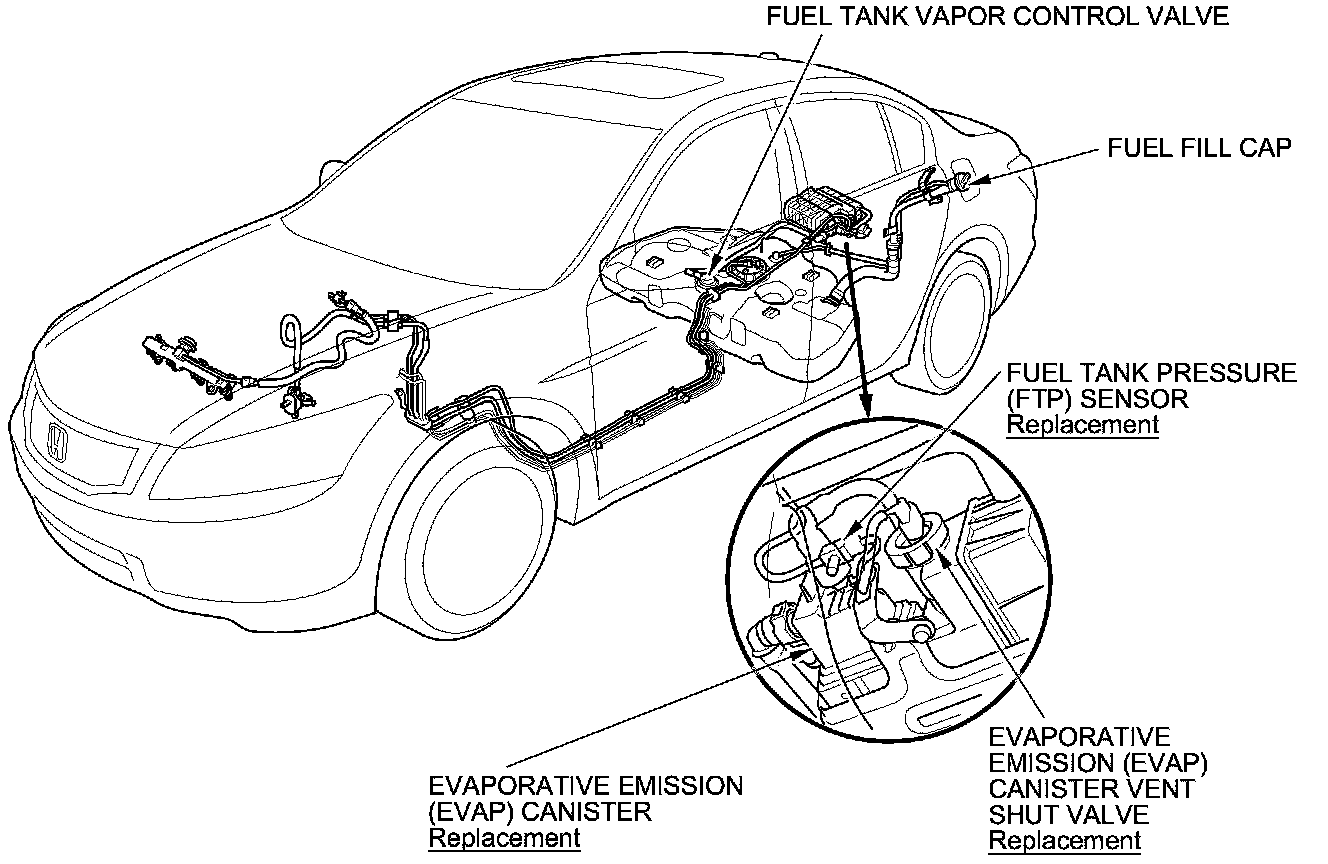 FUEL TANK VAPOR CONTROL VALVE
FUEL FILL CAP
FUEL TANK PRESSURE
(FTP) SENSOR
Replacement
EVAPORATIVE
EMISSION (EVAP)
CANISTER VENT
SHUT VALVE
Replacement
EVAPORATIVE EMISSION
(EVAP) CANISTER
Replacement